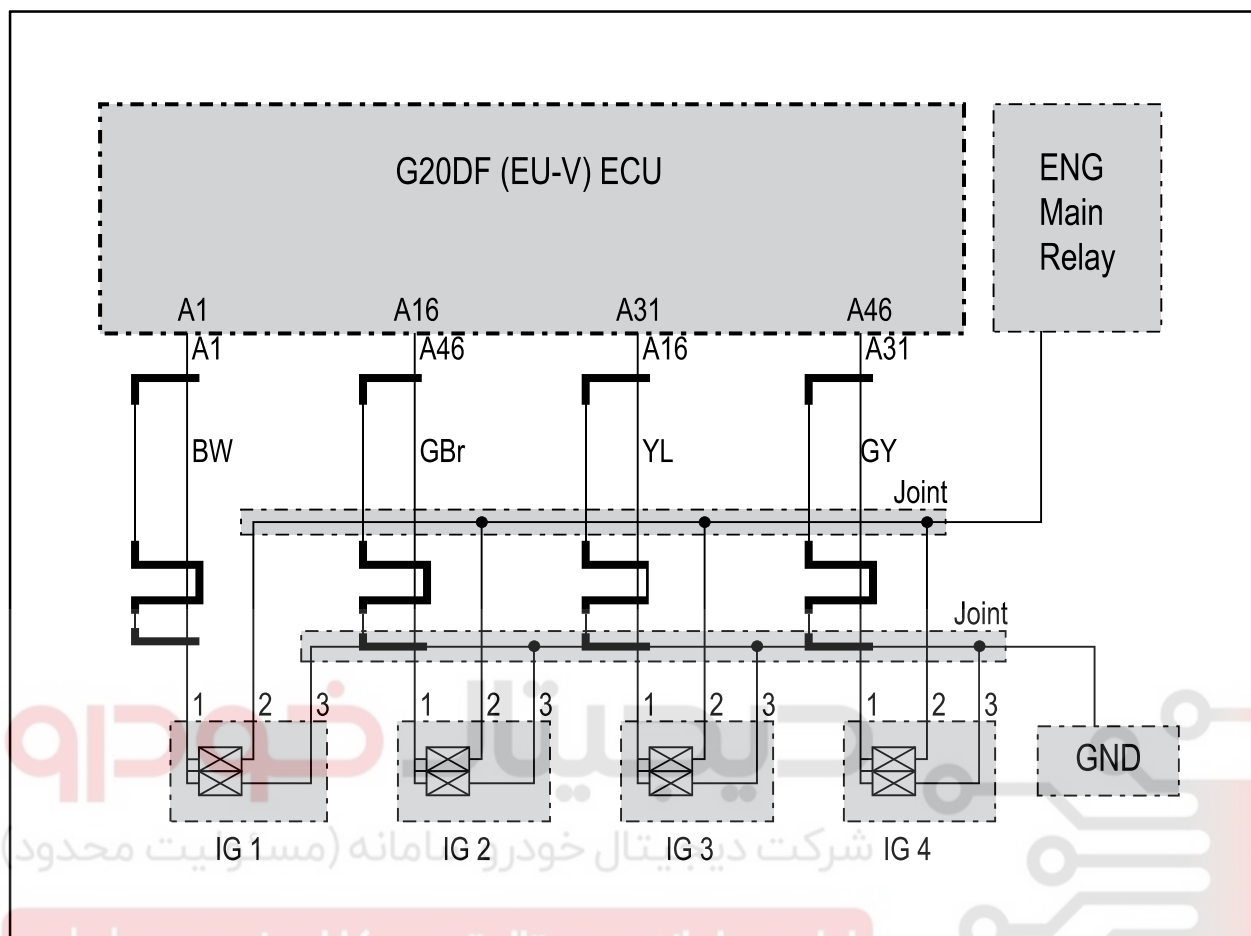 G20DF (EU-V) ECU
ENG
Main
Relay
A1 A16 A31 A46
A1 A46 A16 A31
BW GBr YL GY
Joint
Joint
1 2 3 1 2 3 1 2 3 1 2 3
GND
دیجیتال خودرو
IG 1 IG 2 IG 3 IG 4
شرکت دیجیتال خودرو سامانه (مسئولیت محدود)